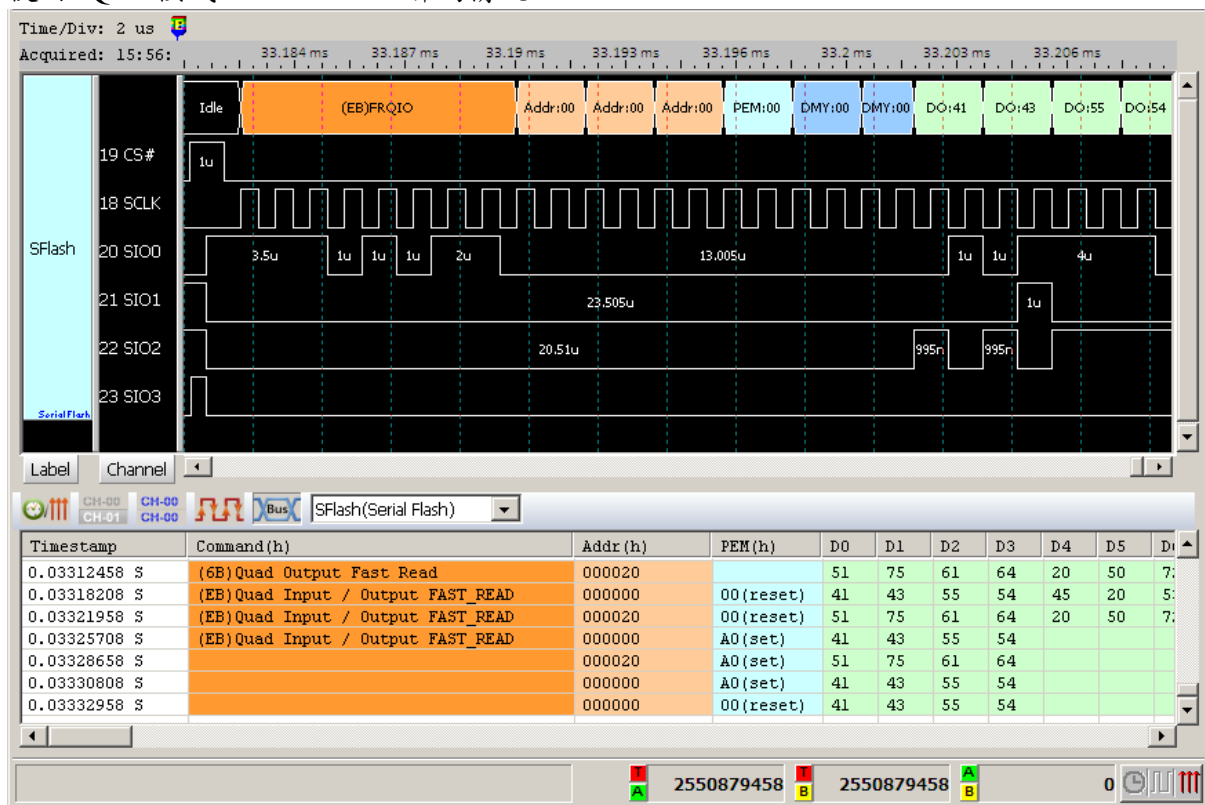 Time/Div: 2 us
Acquired: 15:56:
33.184 ms 33.187 ms 33.19 ms 33.193 ms 33.196 ms 33.2 ms 33.203 ms 33.206 ms
Idle (EB)FRQIO Addr:00 Addr:00 Addr:00 PEM:00 DMY:00 DMY:00 DO:41 DO:43 DO:55 DO:54
19 CS# 1u
18 SCLK
SFlash
20 SIO0 3.5u 1u 1u 1u 2u 13.005u 1u 1u 4u
21 SIO1 23.505u 1u
22 SIO2 20.51u 995n 995n
23 SIO3
Serial Flash
Label Channel
CH-00 CH-01 CH-00 CH-00 Bus SFlash(Serial Flash)
Timestamp Command(h) Addr(h) PEM(h) D0 D1 D2 D3 D4 D5
0.03312458 S (6B)Quad Output Fast Read 000020 51 75 61 64 20 50
0.03318208 S (EB)Quad Input / Output FAST_READ 000000 00(reset) 41 43 55 54 45 20
0.03321958 S (EB)Quad Input / Output FAST_READ 000020 00(reset) 51 75 61 64 20 50
0.03325708 S (EB)Quad Input / Output FAST_READ 000000 A0(set) 41 43 55 54
0.03328658 S 000020 A0(set) 51 75 61 64
0.03330808 S 000000 A0(set) 41 43 55 54
0.03332958 S 000000 00(reset) 41 43 55 54
T A 2550879458 T B 2550879458 A B 0